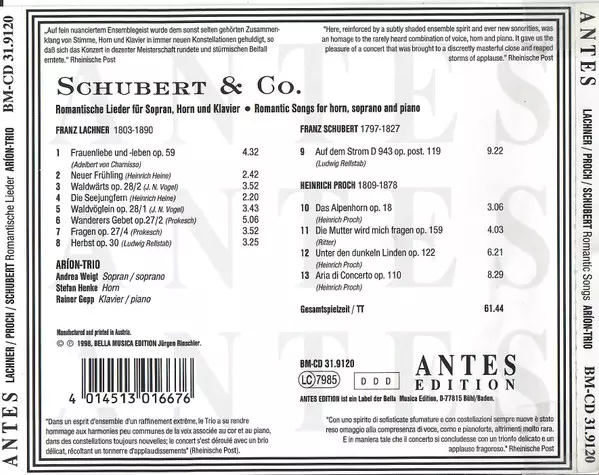 ANTES LACHNER / PROCH / SCHUBERT Romantische Lieder ARÍON-TRIO BM-CD 31.9120
„Auf fein nuanciertem Ensemblegeist wurde dem sonst selten gehörten Zusammen-
klang von Stimme, Horn und Klavier in immer neuen Konstellationen gehuldigt, so
daß sich das Konzert in dezenter Meisterschaft rundete und stürmischen Beifall
erntete." Rheinische Post
"Here, reinforced by a subtly shaded ensemble spirit and ever new sonorities, was
an homage to the rarely heard combination of voice, horn and piano. It gave us the
pleasure of a concert that was brought to a discreetly masterful close and reaped
storms of applause." Rheinische Post
ANTES
SCHUBERT & CO.
Romantische Lieder für Sopran, Horn und Klavier • Romantic Songs for horn, soprano and piano
FRANZ LACHNER 1803-1890
1 Frauenliebe und -leben op. 59 4.32
(Adelbert von Chamisso)
2 Neuer Frühling (Heinrich Heine) 2.42
3 Waldwärts op. 28/2 (J. N. Vogel) 3.52
4 Die Seejungfern (Heinrich Heine) 2.20
5 Waldvöglein op. 28/1 (J. N. Vogel) 3.43
6 Wanderers Gebet op.27/2 (Prokesch) 5.06
7 Fragen op. 27/4 (Prokesch) 3.52
8 Herbst op. 30 (Ludwig Rellstab) 3.25
ARÍON-TRIO
Andrea Weigt Sopran / soprano
Stefan Henke Horn
Rainer Gepp Klavier / piano
FRANZ SCHUBERT 1797-1827
9 Auf dem Strom D 943 op. post. 119 9.22
(Ludwig Rellstab)
HEINRICH PROCH 1809-1878
10 Das Alpenhorn op. 18 3.06
(Heinrich Proch)
11 Die Mutter wird mich fragen op. 159 4.03
(Ritter)
12 Unter den dunkeln Linden op. 122 6.21
(Heinrich Proch)
13 Aria di Concerto op. 110 8.29
(Heinrich Proch)
Gesamtspielzeit / TT 61.44
ANTES
Manufactured and printed in Austria.
© ℗ 1998, BELLA MUSICA EDITION Jürgen Rinschler.
4 014513 016676
BM-CD 31.9120
LC 7985
D D D
ANTES
EDITION
ANTES EDITION ist ein Label der Bella Musica Edition, D-77815 Bühl/Baden.
ANTES
"Dans un esprit d'ensemble d'un raffinement extrême, le Trio a su rendre
hommage aux harmonies peu communes de la voix associée au cor et au piano,
dans des constellations toujours nouvelles; le concert s'est déroulé avec un brio
délicat, récoltant un tonnerre d'applaudissements" (Rheinische Post)
"Con uno spirito di sofisticate sfumature e con costellazioni sempre nuove è stato
reso omaggio alla comprensione di voce, corno e pianoforte, altrimenti molto rara.
E in maniera tale che il concerto si concludesse con un trionfo delicato e un
applauso fragoroso." (Rheinische Post)
ANTES LACHNER / PROCH / SCHUBERT Romantic Songs ARÍON-TRIO BM-CD 31.9120